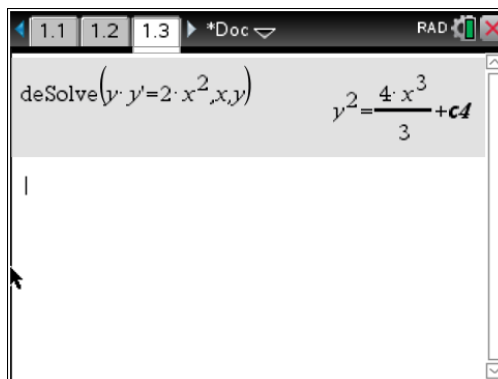 1.1 1.2 1.3 *Doc RAD
deSolve(y·y'=2·x²,x,y)
y²=4·x³/3+c4